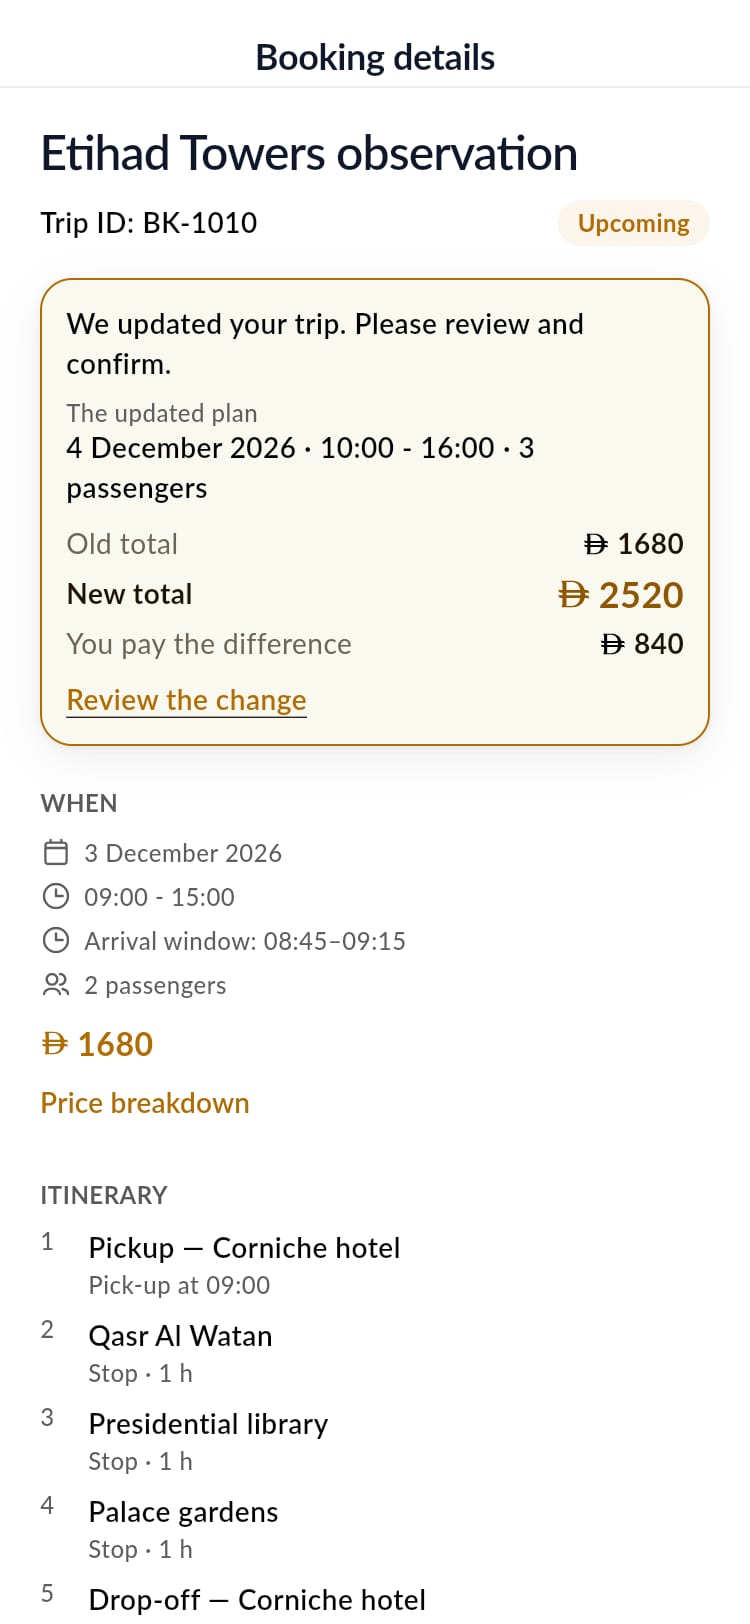 Booking details
Etihad Towers observation
Trip ID: BK-1010
Upcoming
We updated your trip. Please review and
confirm.
The updated plan
4 December 2026 · 10:00 - 16:00 · 3
passengers
Old total
 1680
New total
 2520
You pay the difference
 840
Review the change
WHEN
3 December 2026
09:00 - 15:00
Arrival window: 08:45–09:15
2 passengers
 1680
Price breakdown
ITINERARY
1
Pickup — Corniche hotel
Pick-up at 09:00
2
Qasr Al Watan
Stop · 1 h
3
Presidential library
Stop · 1 h
4
Palace gardens
Stop · 1 h
5
Drop-off — Corniche hotel